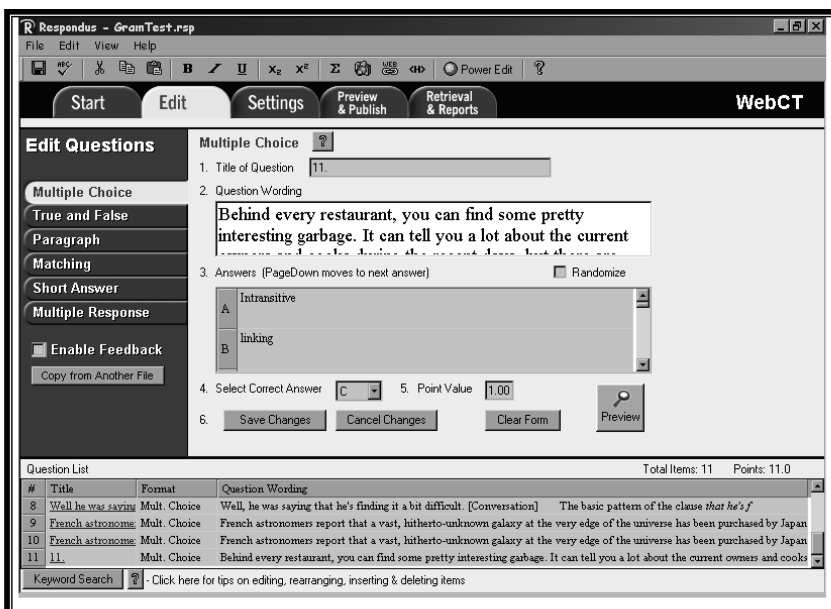 Respondus - GramTest.rsp
File Edit View Help
ABC B I U X₂ X² Σ WEB <H> Power Edit ?
Start Edit Settings Preview & Publish Retrieval & Reports WebCT
Edit Questions
Multiple Choice
True and False
Paragraph
Matching
Short Answer
Multiple Response
Enable Feedback
Copy from Another File
Multiple Choice ?
1. Title of Question 11.
2. Question Wording
Behind every restaurant, you can find some pretty
interesting garbage. It can tell you a lot about the current
3. Answers (PageDown moves to next answer) Randomize
A Intransitive
B linking
4. Select Correct Answer C 5. Point Value 1.00
6. Save Changes Cancel Changes Clear Form Preview
Question List Total Items: 11 Points: 11.0
# Title Format Question Wording
8 Well he was saying Mult. Choice Well, he was saying that he's finding it a bit difficult. [Conversation] The basic pattern of the clause that he's f
9 French astronome: Mult. Choice French astronomers report that a vast, hitherto-unknown galaxy at the very edge of the universe has been purchased by Japan
10 French astronome: Mult. Choice French astronomers report that a vast, hitherto-unknown galaxy at the very edge of the universe has been purchased by Japan
11 11. Mult. Choice Behind every restaurant, you can find some pretty interesting garbage. It can tell you a lot about the current owners and cooks
Keyword Search ? - Click here for tips on editing, rearranging, inserting & deleting items